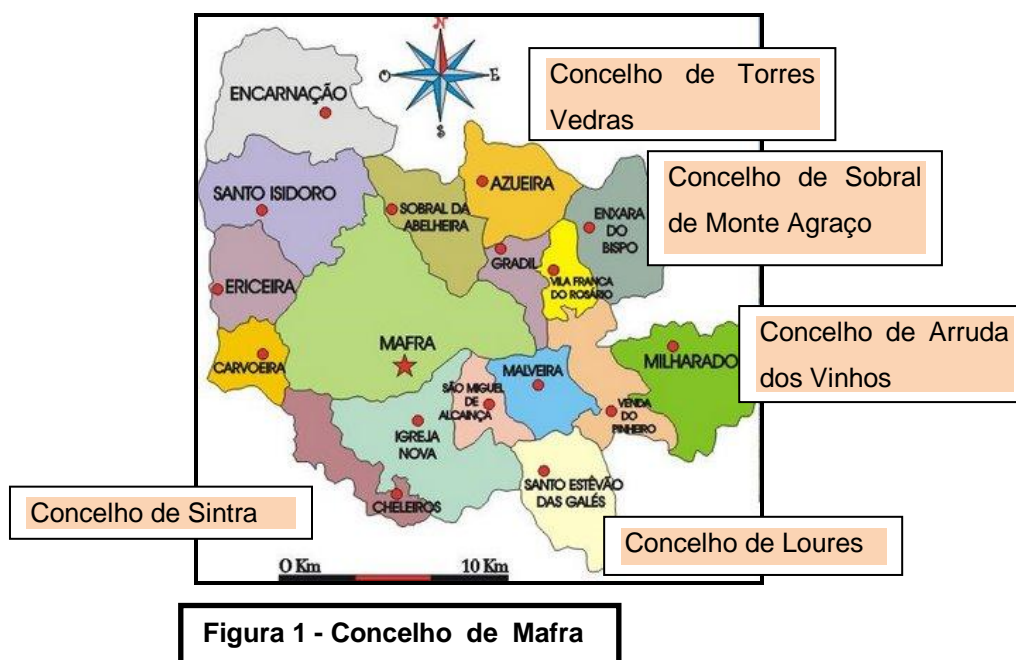 N
O
E
S
Concelho de Torres
Vedras
ENCARNAÇÃO
Concelho de Sobral
de Monte Agraço
SANTO ISIDORO
SOBRAL DA
ABELHEIRA
AZUEIRA
ENXARA
DO
BISPO
GRADIL
VILA FRANCA
DO ROSÁRIO
ERICEIRA
Concelho de Arruda
dos Vinhos
CARVOEIRA
MAFRA
MALVEIRA
MILHARADO
SÃO MIGUEL
DE
ALCAINÇA
VENDA
DO
PINHEIRO
IGREJA
NOVA
SANTO ESTÊVÃO
DAS GALÉS
CHELEIROS
Concelho de Sintra
Concelho de Loures
O Km
10 Km
Figura 1 - Concelho de Mafra